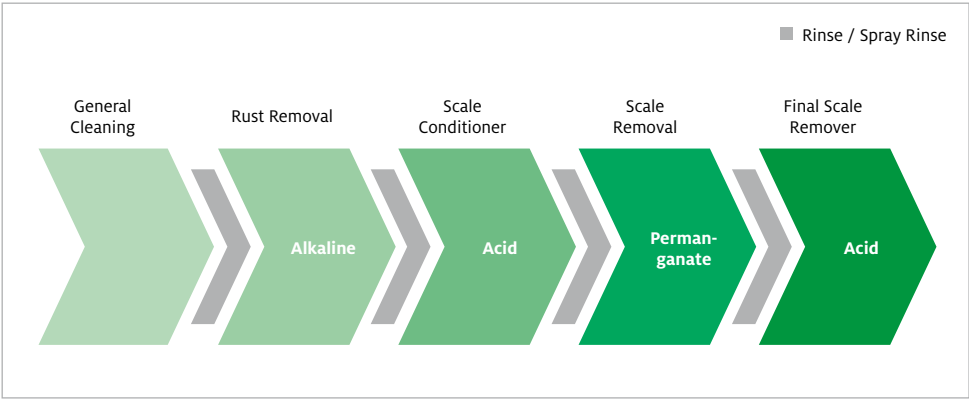 Rinse / Spray Rinse
General
Cleaning
Rust Removal
Scale
Conditioner
Scale
Removal
Final Scale
Remover
Alkaline
Acid
Perman-
ganate
Acid